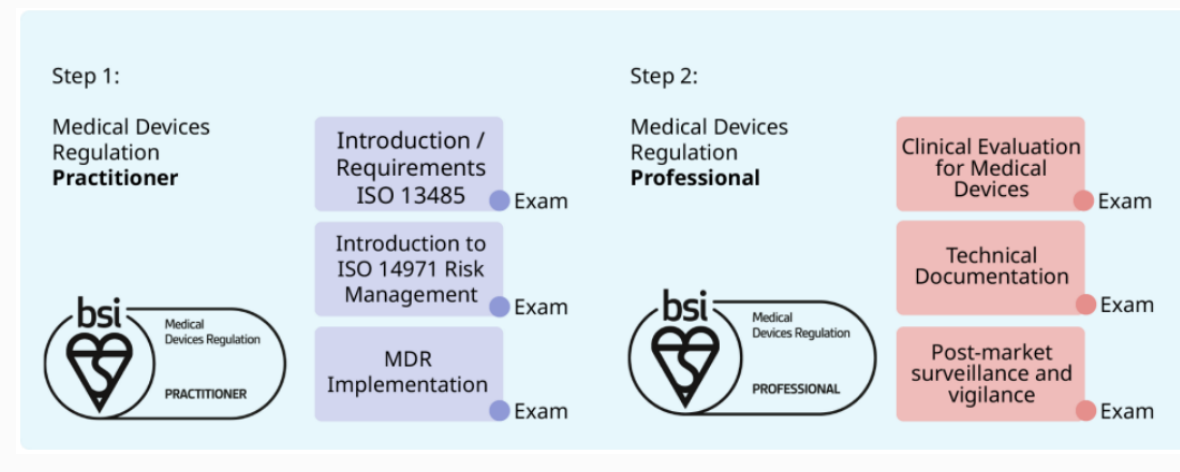 Step 1:
Medical Devices
Regulation
Practitioner
Introduction /
Requirements
ISO 13485
Exam
Introduction to
ISO 14971 Risk
Management
Exam
MDR
Implementation
Exam
bsi
Medical
Devices Regulation
PRACTITIONER
Step 2:
Medical Devices
Regulation
Professional
Clinical Evaluation
for Medical
Devices
Exam
Technical
Documentation
Exam
Post-market
surveillance and
vigilance
Exam
bsi
Medical
Devices Regulation
PROFESSIONAL